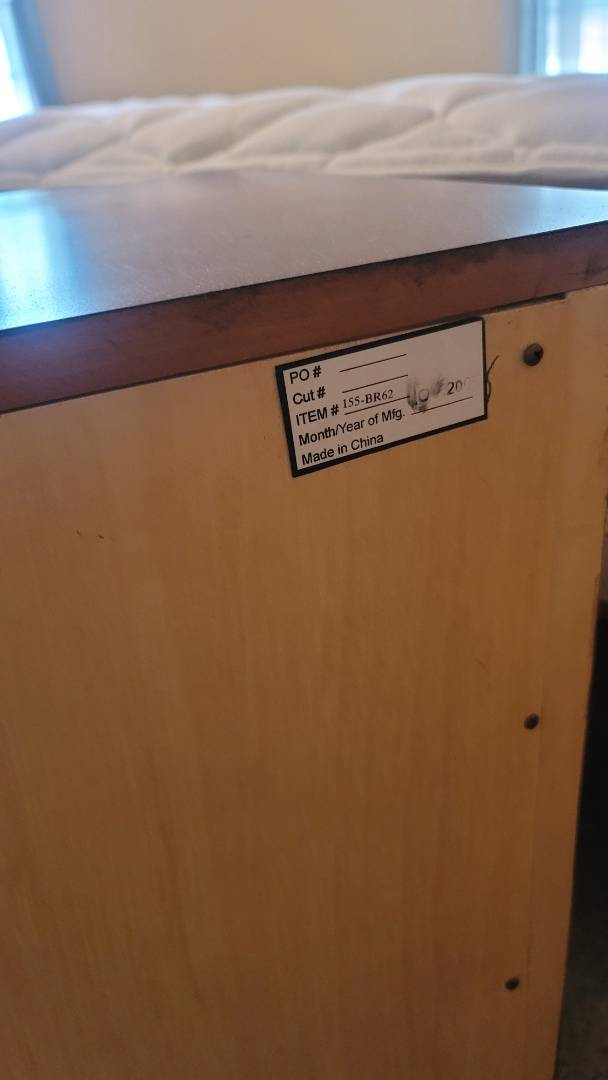 PO #
Cut #
ITEM # 155-BR62
Month/Year of Mfg.
Made in China